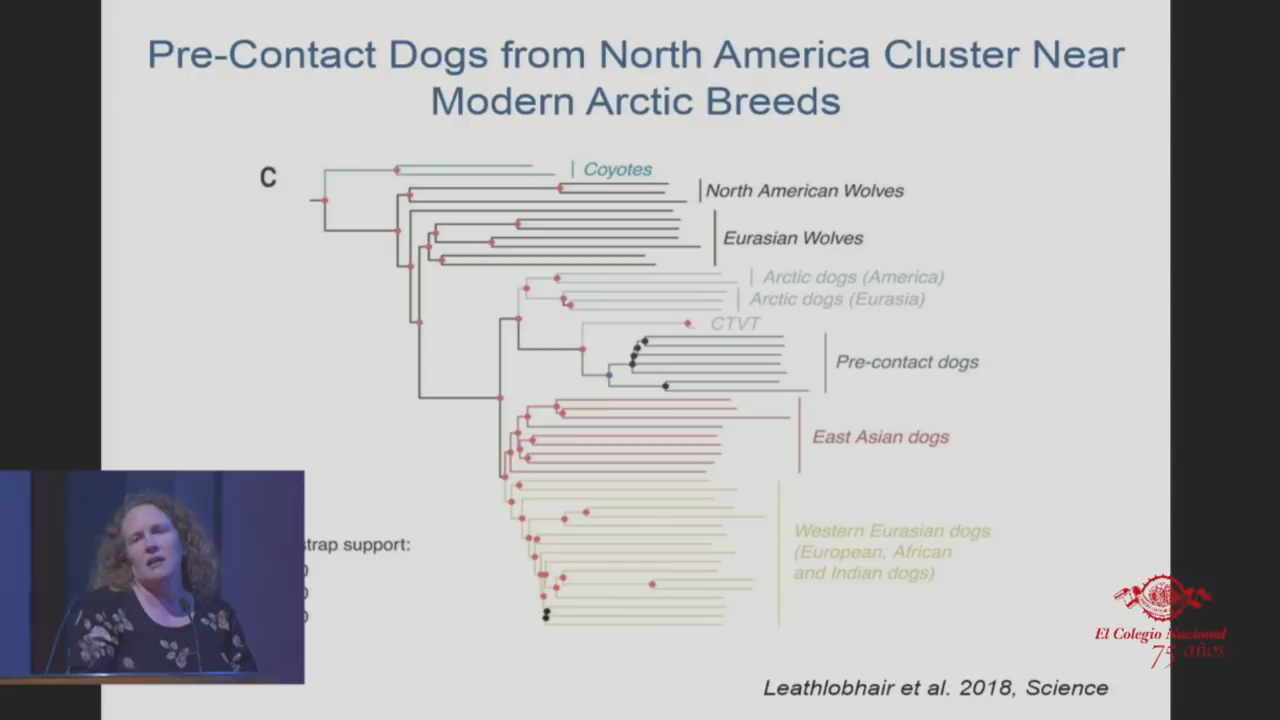 Pre-Contact Dogs from North America Cluster Near
Modern Arctic Breeds
C
Coyotes
North American Wolves
Eurasian Wolves
Arctic dogs (America)
Arctic dogs (Eurasia)
CTVT
Pre-contact dogs
East Asian dogs
Western Eurasian dogs
(European, African
and Indian dogs)
strap support:
El Colegio Nacional
75 años
Leathlobhair et al. 2018, Science